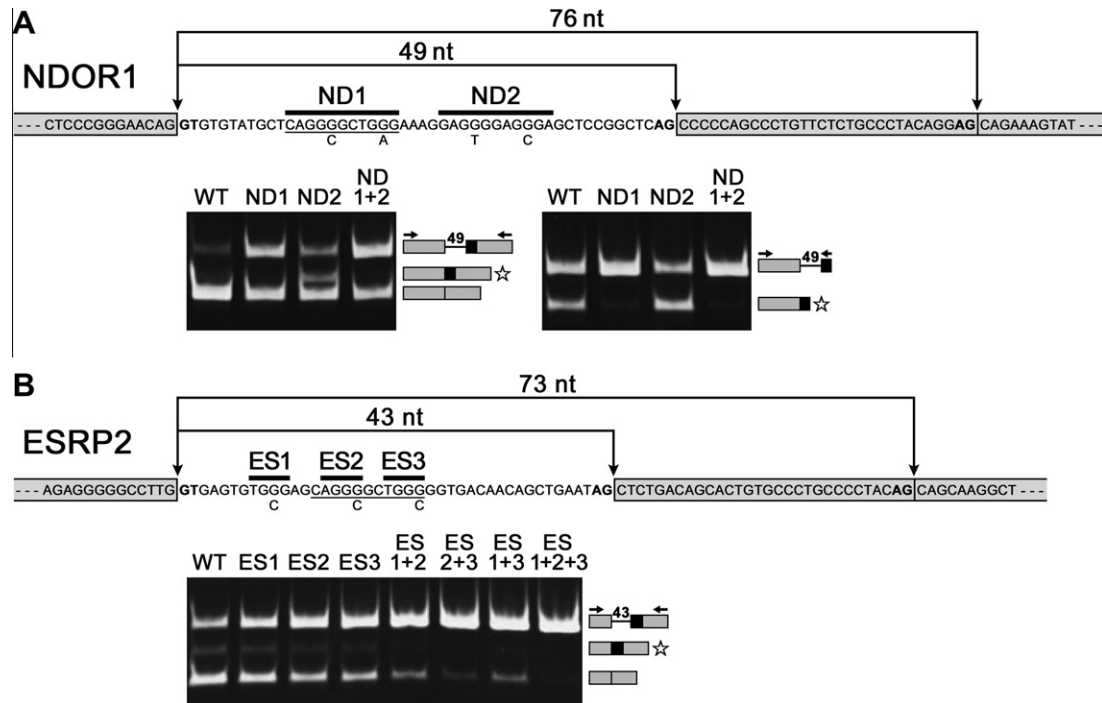 A
NDOR1
76 nt
49 nt
ND1 ND2
--- CTCCCGGGAACAG GTGTGTATGCTCAGGGGCTGGGAAAGGAGGGGAGGGAGCTCCGGCTCAG CCCCCAGCCCTGTTCTCTGCCCTACAGGAG CAGAAAGTAT ---
C A T C
WT ND1 ND2 ND 1+2
49
WT ND1 ND2 ND 1+2
49
B
ESRP2
73 nt
43 nt
ES1 ES2 ES3
--- AGAGGGGGCCTTG GTGAGTGTGGGAGCAGGGGCTGGGGGTGACAACAGCTGAATAG CTCTGACAGCACTGTGCCCTGCCCCTACAG CAGCAAGGCT ---
C C C
WT ES1 ES2 ES3 ES 1+2 ES 2+3 ES 1+3 ES 1+2+3
43